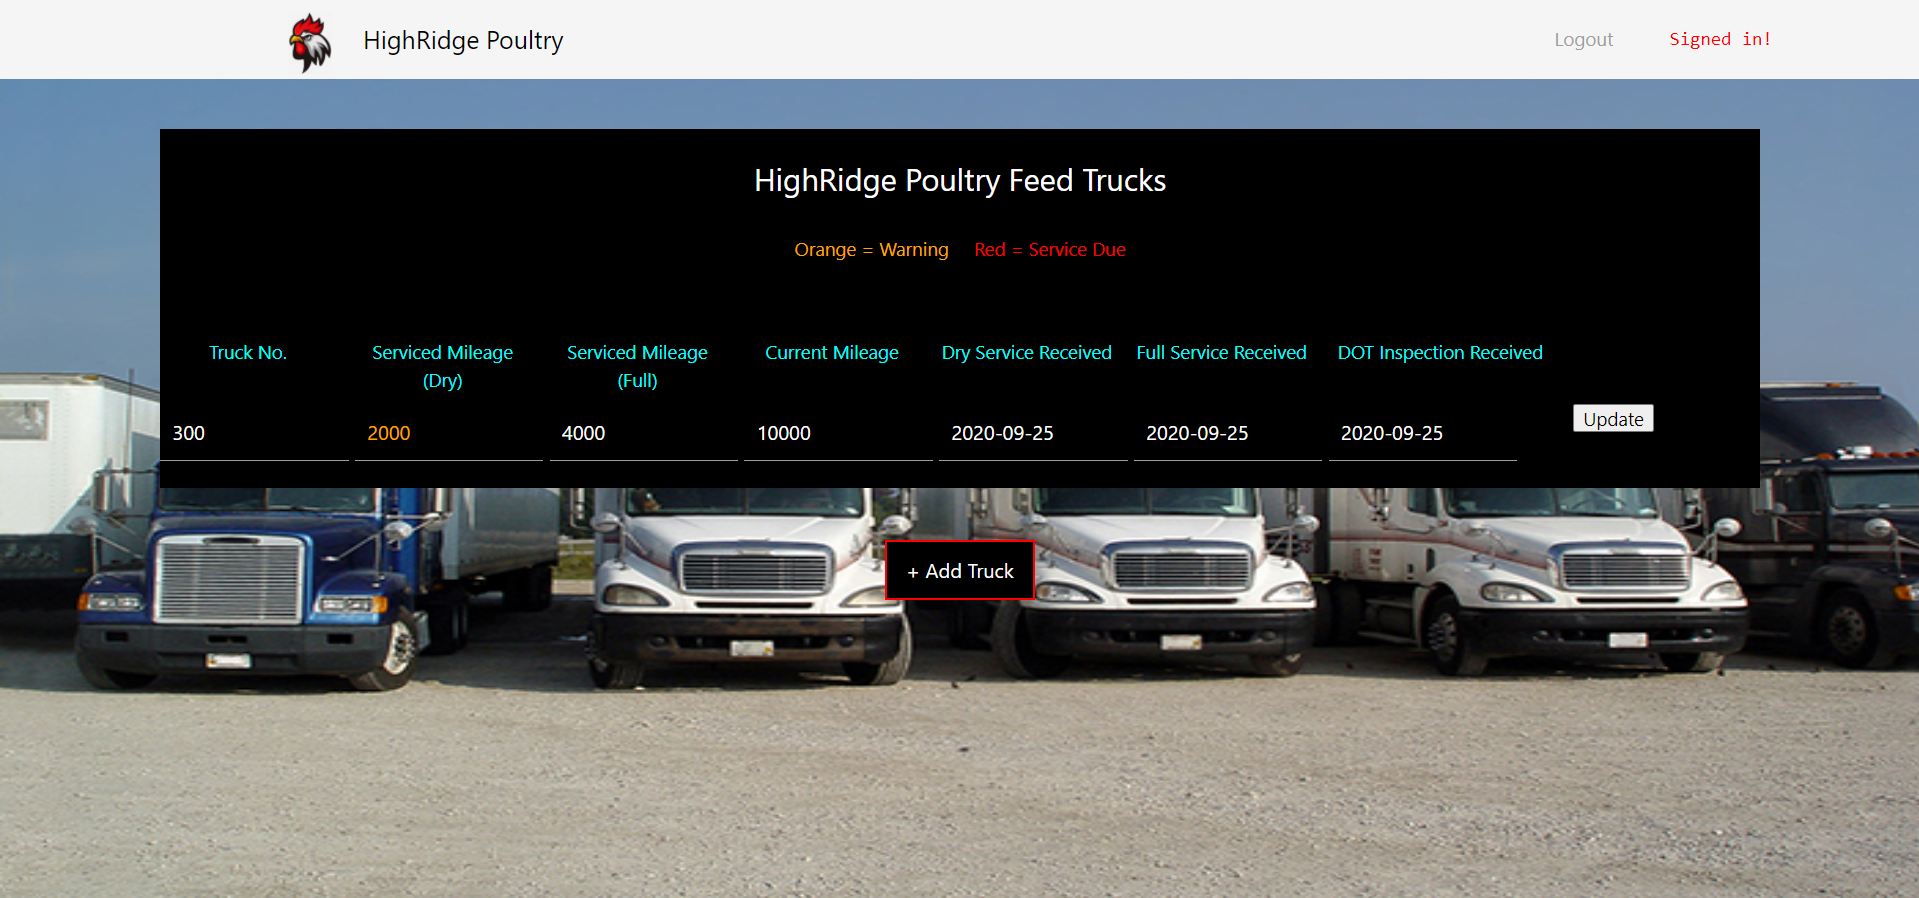 HighRidge Poultry
Logout
Signed in!
HighRidge Poultry Feed Trucks
Orange = Warning
Red = Service Due
Truck No.
Serviced Mileage
(Dry)
Serviced Mileage
(Full)
Current Mileage
Dry Service Received
Full Service Received
DOT Inspection Received
300
2000
4000
10000
2020-09-25
2020-09-25
2020-09-25
Update
+ Add Truck